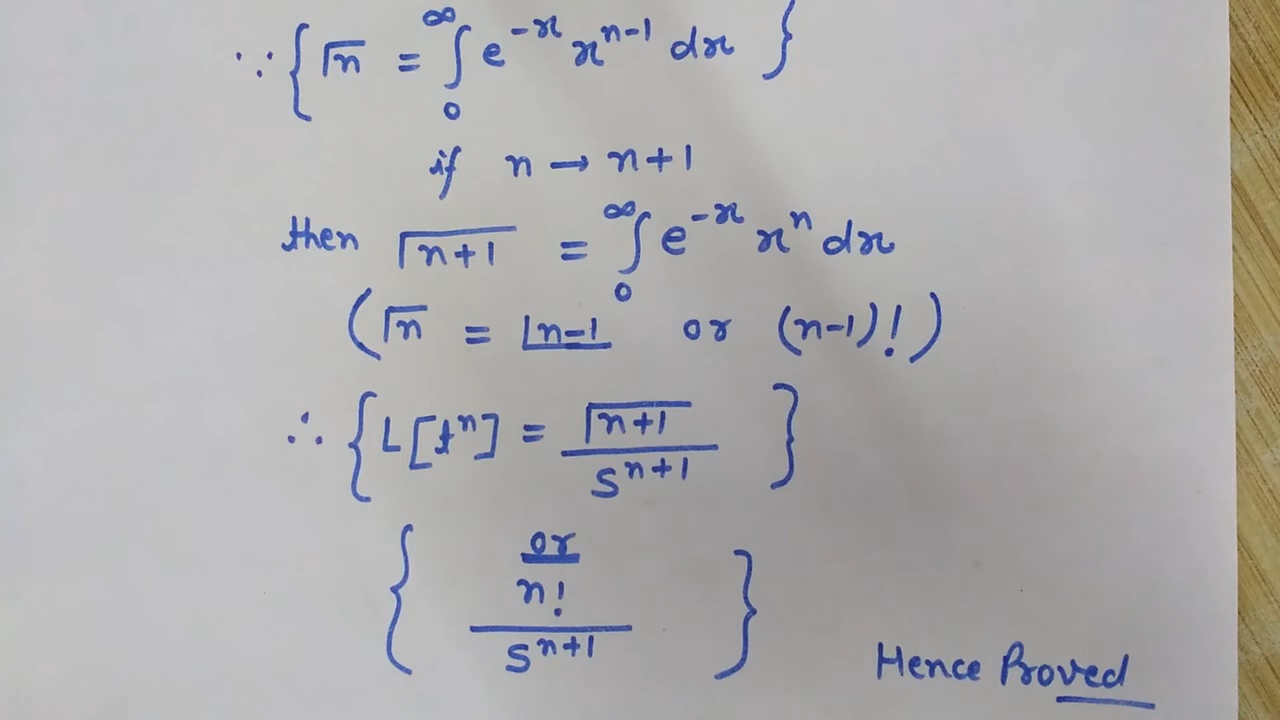 ∵ { Γn = ∫₀^∞ e^{-x} x^{n-1} dx }
if n → n+1
then Γ(n+1) = ∫₀^∞ e^{-x} x^n dx
( Γn = ⌊n-1 or (n-1)! )
∴ { L[t^n] = Γ(n+1) / s^{n+1} }
{ or
n! / s^{n+1} }
Hence Proved